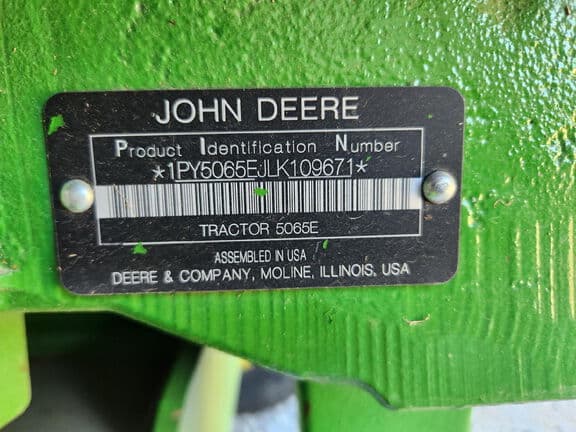 JOHN DEERE
Product Identification Number
*1PY5065EJLK109671*
TRACTOR 5065E
ASSEMBLED IN USA
DEERE & COMPANY, MOLINE, ILLINOIS, USA